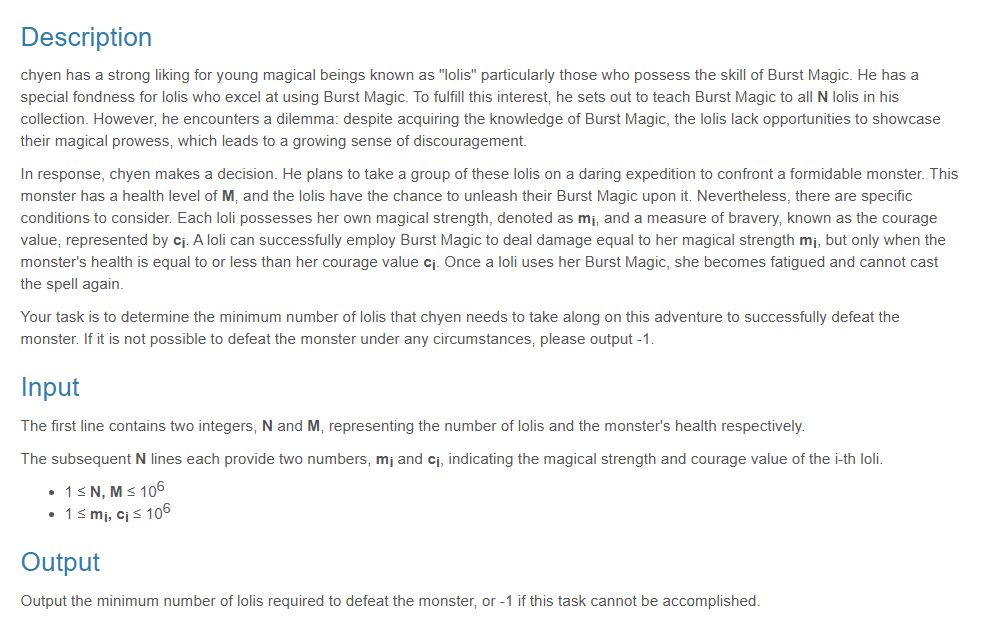 Description
chyen has a strong liking for young magical beings known as "lolis" particularly those who possess the skill of Burst Magic. He has a
special fondness for lolis who excel at using Burst Magic. To fulfill this interest, he sets out to teach Burst Magic to all N lolis in his
collection. However, he encounters a dilemma: despite acquiring the knowledge of Burst Magic, the lolis lack opportunities to showcase
their magical prowess, which leads to a growing sense of discouragement.
In response, chyen makes a decision. He plans to take a group of these lolis on a daring expedition to confront a formidable monster. This
monster has a health level of M, and the lolis have the chance to unleash their Burst Magic upon it. Nevertheless, there are specific
conditions to consider. Each loli possesses her own magical strength, denoted as mi, and a measure of bravery, known as the courage
value, represented by ci. A loli can successfully employ Burst Magic to deal damage equal to her magical strength mi, but only when the
monster's health is equal to or less than her courage value ci. Once a loli uses her Burst Magic, she becomes fatigued and cannot cast
the spell again.
Your task is to determine the minimum number of lolis that chyen needs to take along on this adventure to successfully defeat the
monster. If it is not possible to defeat the monster under any circumstances, please output -1.
Input
The first line contains two integers, N and M, representing the number of lolis and the monster's health respectively.
The subsequent N lines each provide two numbers, mi and ci, indicating the magical strength and courage value of the i-th loli.
• 1 ≤ N, M ≤ 10^6
• 1 ≤ mi, ci ≤ 10^6
Output
Output the minimum number of lolis required to defeat the monster, or -1 if this task cannot be accomplished.